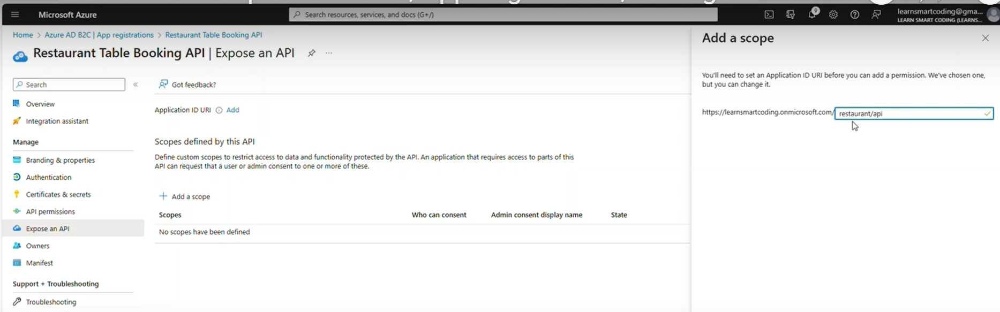 Microsoft Azure
Search resources, services, and docs (G+/)
9
learnsmartcoding@gma...
LEARN SMART CODING (LEARNS...
Home > Azure AD B2C | App registrations > Restaurant Table Booking API
Restaurant Table Booking API | Expose an API
...
Search
«
Overview
Integration assistant
Manage
Branding & properties
Authentication
Certificates & secrets
API permissions
Expose an API
Owners
Manifest
Support + Troubleshooting
Troubleshooting
Got feedback?
Application ID URI Add
Scopes defined by this API
Define custom scopes to restrict access to data and functionality protected by the API. An application that requires access to parts of this
API can request that a user or admin consent to one or more of these.
+ Add a scope
Scopes Who can consent Admin consent display name State
No scopes have been defined
Add a scope
You'll need to set an Application ID URI before you can add a permission. We've chosen one,
but you can change it.
https://learnsmartcoding.onmicrosoft.com/ restaurant/api